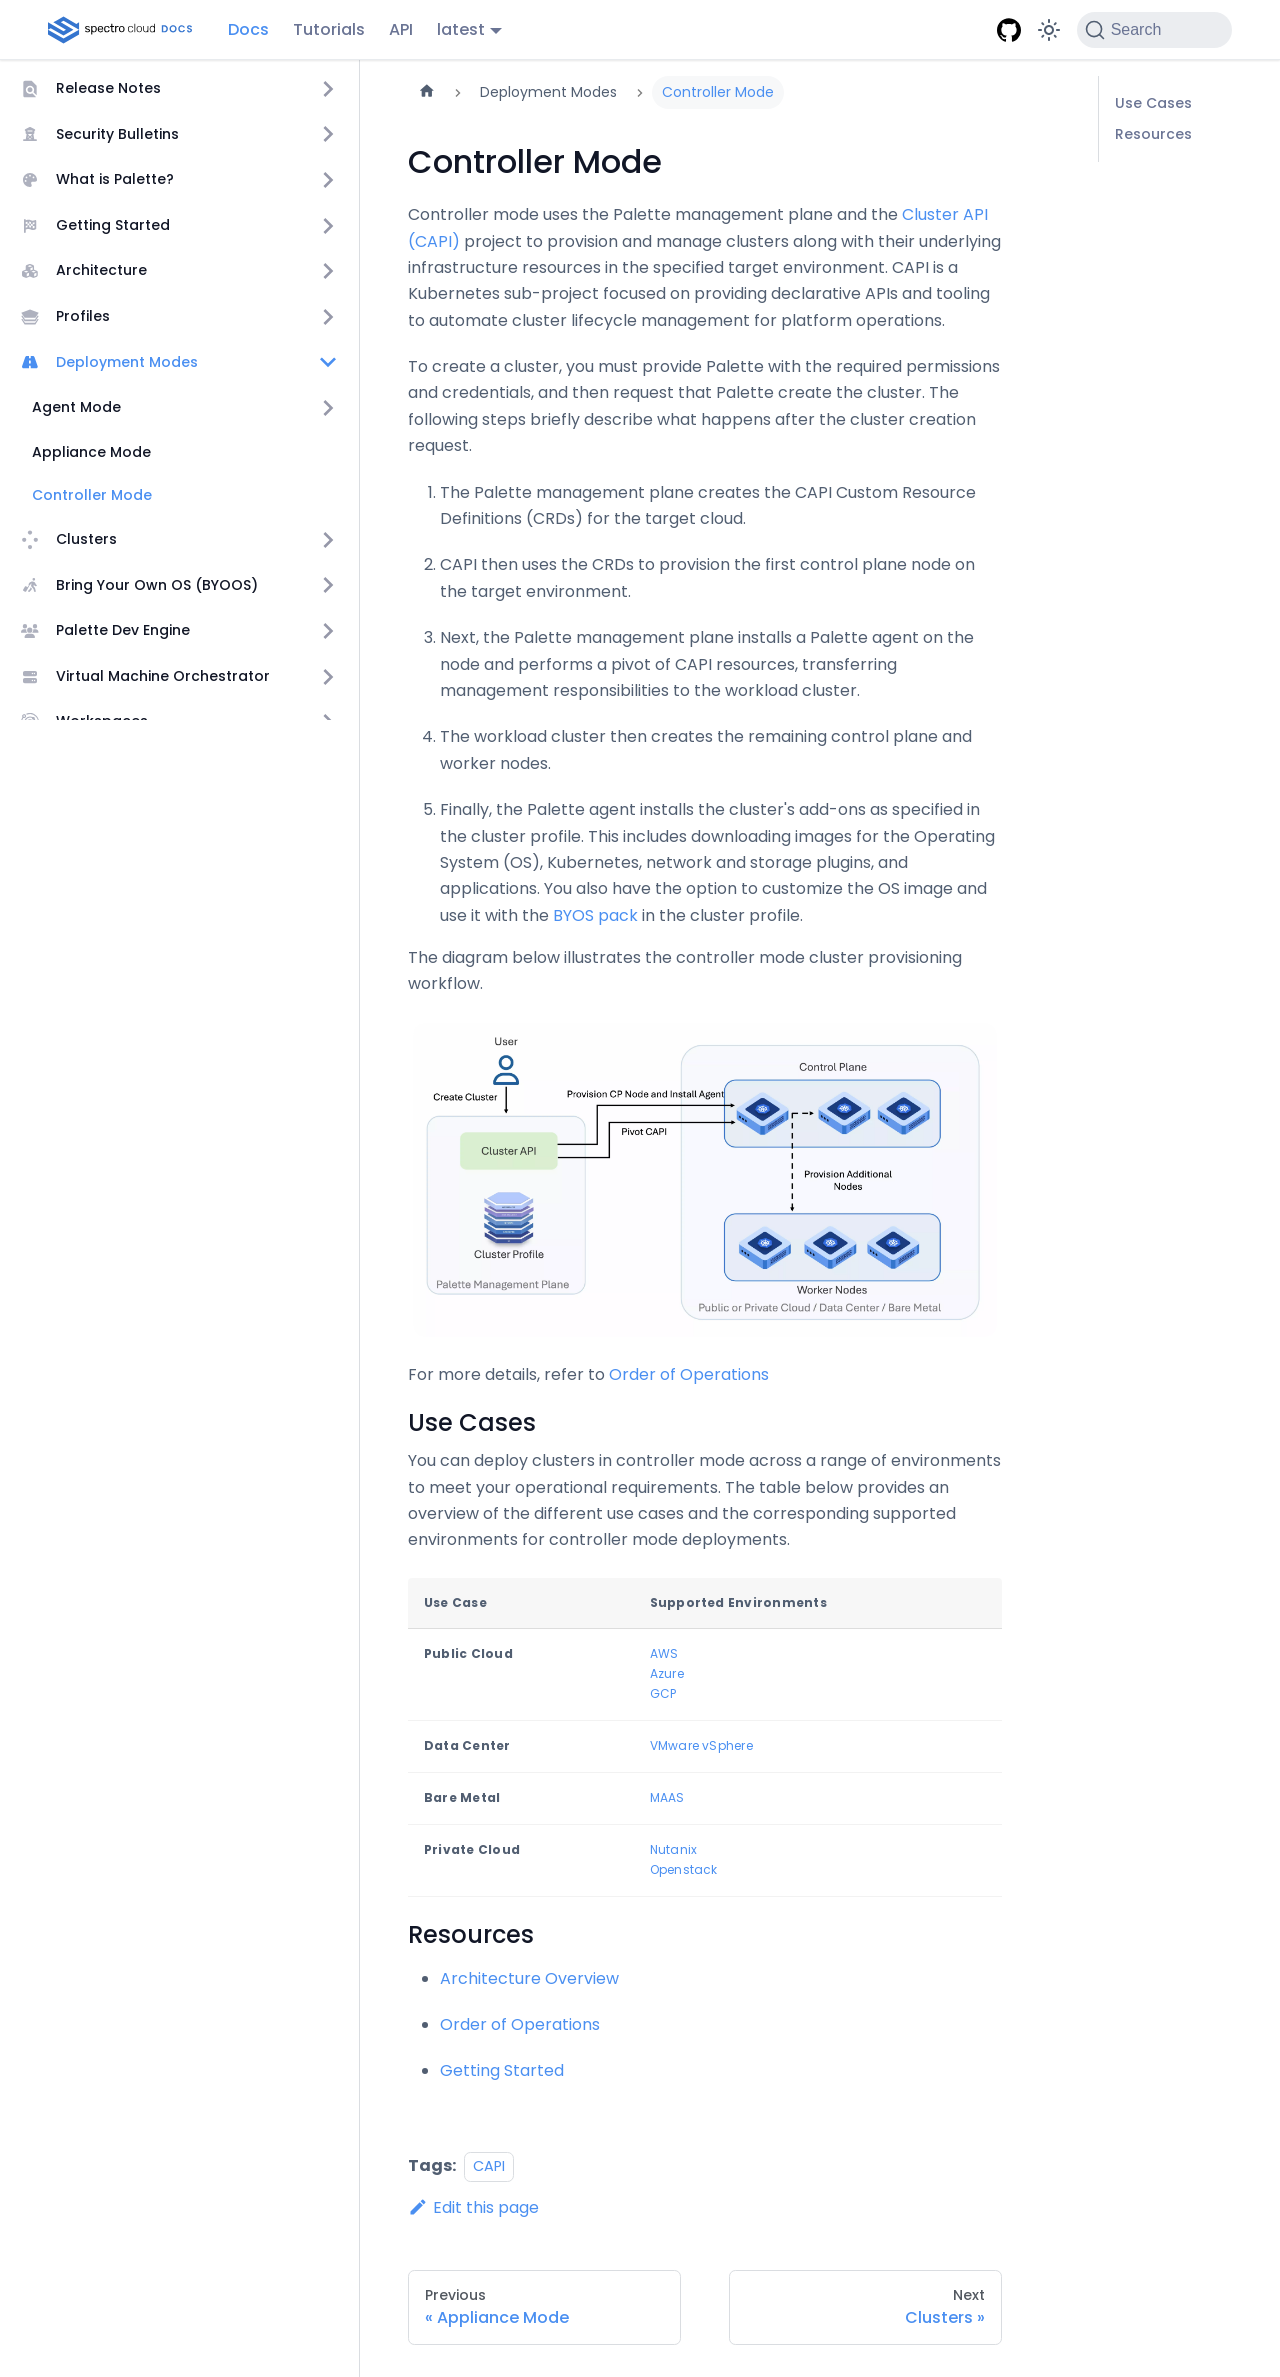 spectro cloud DOCS
Docs
Tutorials
API
latest
Search
Release Notes
Security Bulletins
What is Palette?
Getting Started
Architecture
Profiles
Deployment Modes
Agent Mode
Appliance Mode
Controller Mode
Clusters
Bring Your Own OS (BYOOS)
Palette Dev Engine
Virtual Machine Orchestrator
Workspaces
Deployment Modes
Controller Mode
Controller Mode
Controller mode uses the Palette management plane and the Cluster API
(CAPI) project to provision and manage clusters along with their underlying
infrastructure resources in the specified target environment. CAPI is a
Kubernetes sub-project focused on providing declarative APIs and tooling
to automate cluster lifecycle management for platform operations.
To create a cluster, you must provide Palette with the required permissions
and credentials, and then request that Palette create the cluster. The
following steps briefly describe what happens after the cluster creation
request.
1. The Palette management plane creates the CAPI Custom Resource
Definitions (CRDs) for the target cloud.
2. CAPI then uses the CRDs to provision the first control plane node on
the target environment.
3. Next, the Palette management plane installs a Palette agent on the
node and performs a pivot of CAPI resources, transferring
management responsibilities to the workload cluster.
4. The workload cluster then creates the remaining control plane and
worker nodes.
5. Finally, the Palette agent installs the cluster's add-ons as specified in
the cluster profile. This includes downloading images for the Operating
System (OS), Kubernetes, network and storage plugins, and
applications. You also have the option to customize the OS image and
use it with the BYOS pack in the cluster profile.
The diagram below illustrates the controller mode cluster provisioning
workflow.
User
Create Cluster
Cluster API
Cluster Profile
Palette Management Plane
Provision CP Node and Install Agent
Pivot CAPI
Control Plane
Provision Additional
Nodes
Worker Nodes
Public or Private Cloud / Data Center / Bare Metal
For more details, refer to Order of Operations
Use Cases
You can deploy clusters in controller mode across a range of environments
to meet your operational requirements. The table below provides an
overview of the different use cases and the corresponding supported
environments for controller mode deployments.
Use Case
Supported Environments
Public Cloud
AWS
Azure
GCP
Data Center
VMware vSphere
Bare Metal
MAAS
Private Cloud
Nutanix
Openstack
Resources
Architecture Overview
Order of Operations
Getting Started
Tags: CAPI
Edit this page
Previous
« Appliance Mode
Next
Clusters »
Use Cases
Resources